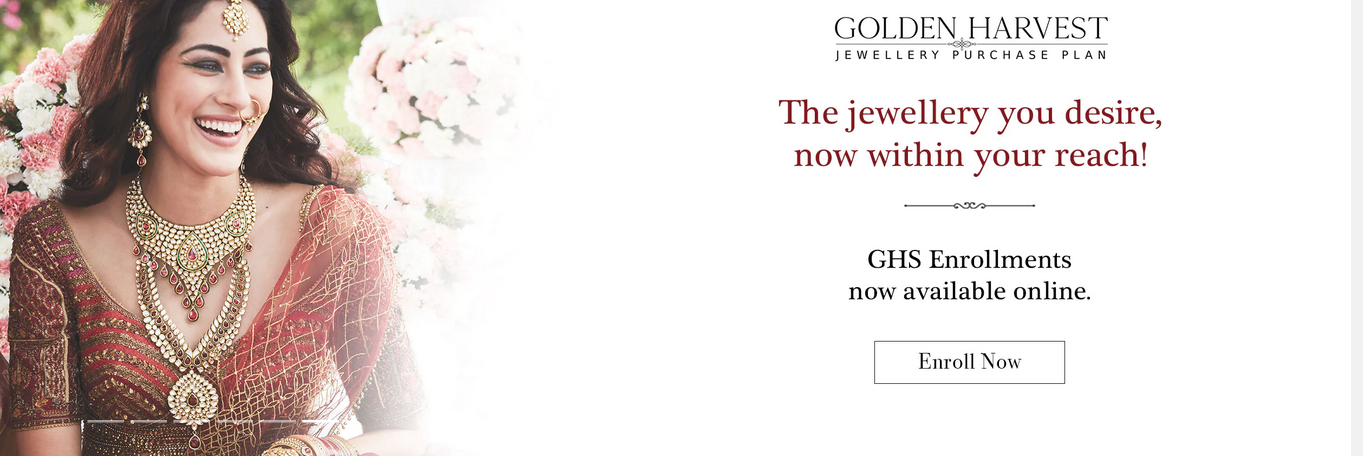 GOLDEN HARVEST
JEWELLERY PURCHASE PLAN
The jewellery you desire,
now within your reach!
GHS Enrollments
now available online.
Enroll Now